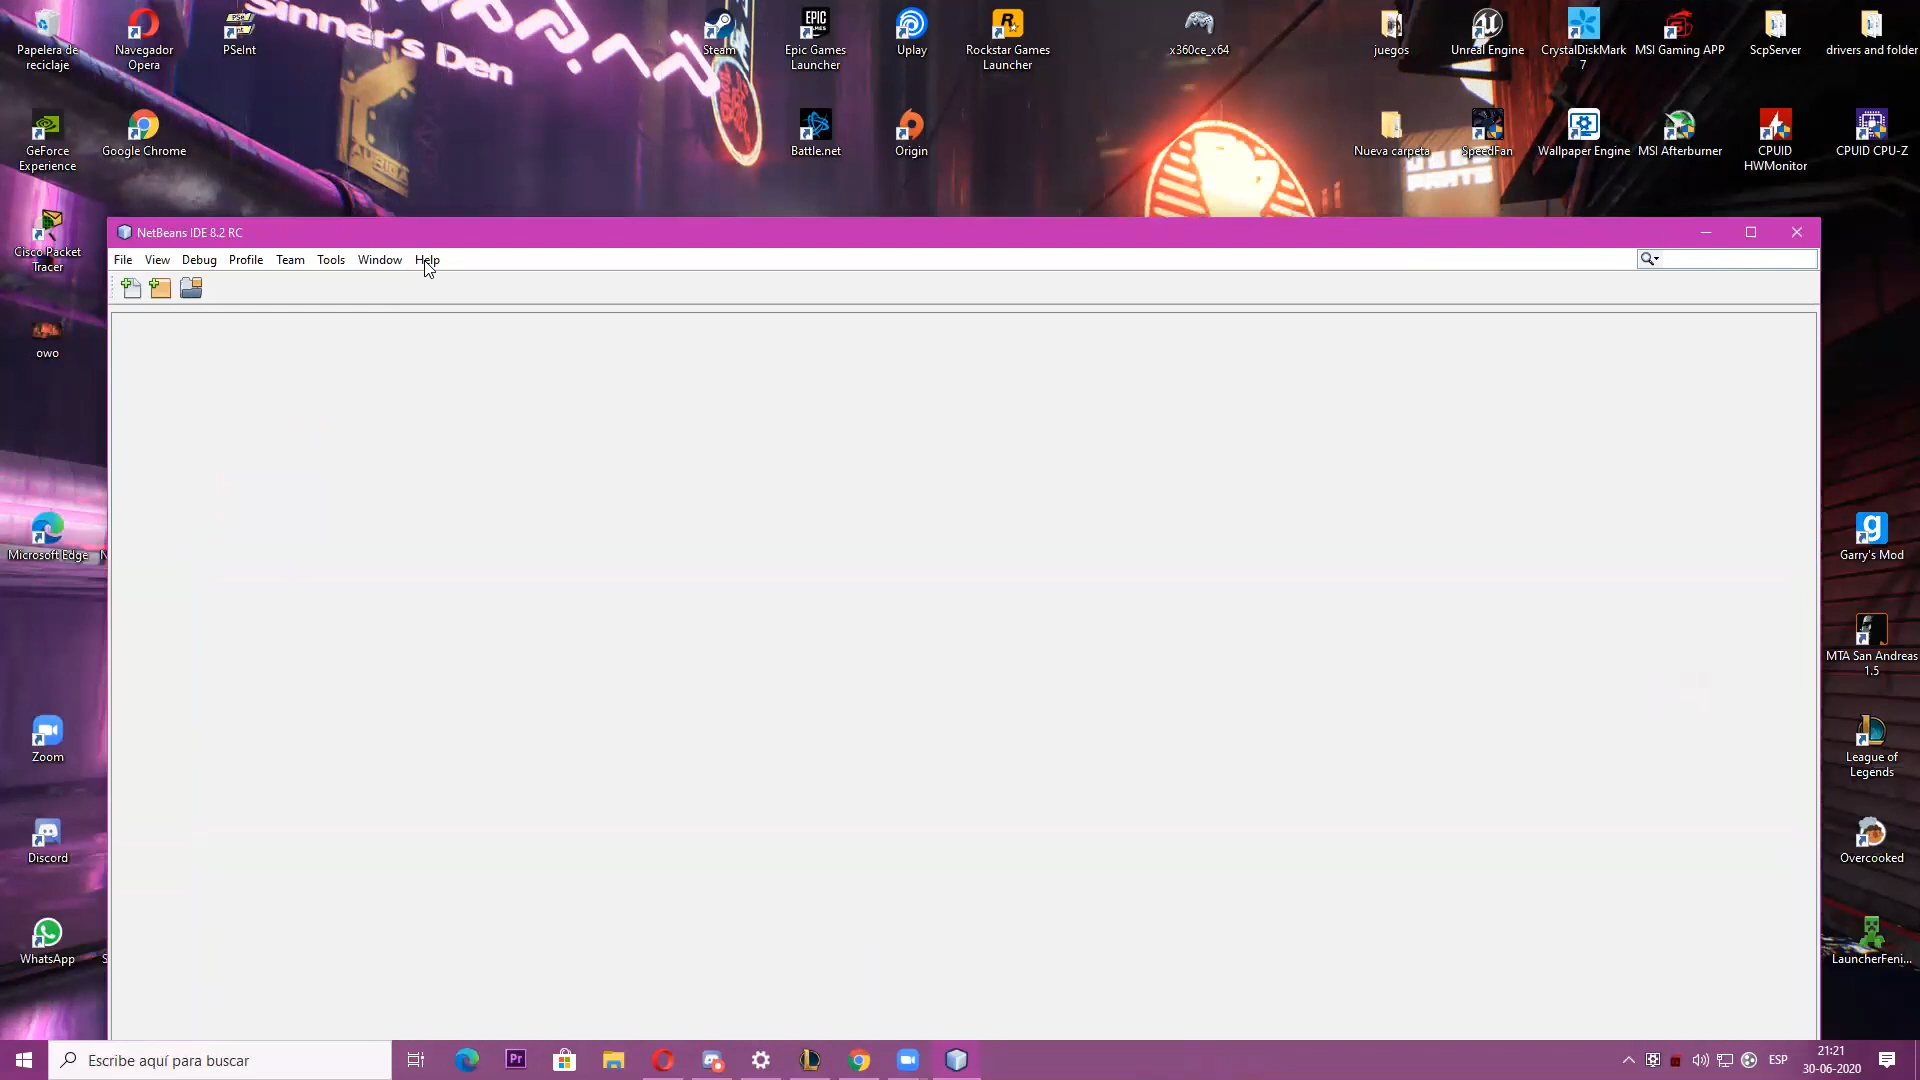 Sinner's Den
Papelera de
reciclaje
Navegador
Opera
PSeInt
Steam
Epic Games
Launcher
Uplay
Rockstar Games
Launcher
x360ce_x64
juegos
Unreal Engine
CrystalDiskMark
7
MSI Gaming APP
ScpServer
drivers and folder
GeForce
Experience
Google Chrome
Battle.net
Origin
Nueva carpeta
SpeedFan
Wallpaper Engine
MSI Afterburner
CPUID
HWMonitor
CPUID CPU-Z
PARTS
Cisco Packet
Tracer
NetBeans IDE 8.2 RC
File View Debug Profile Team Tools Window Help
owo
Microsoft Edge
N
Garry's Mod
MTA San Andreas
1.5
Zoom
League of
Legends
Discord
Overcooked
WhatsApp
S
LauncherFeni...
Escribe aquí para buscar
Pr
ESP
21:21
30-06-2020